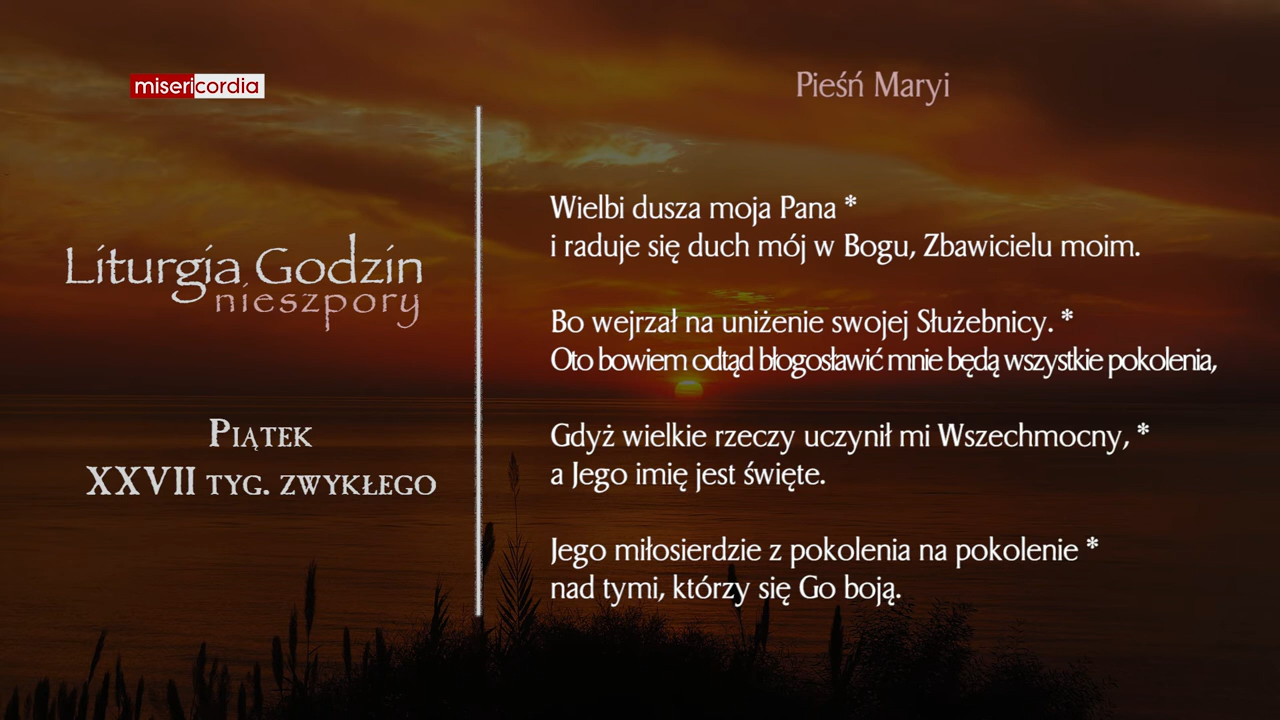 misericordia
Liturgia Godzin
nieszpory
Piątek
XXVII tyg. zwykłego
Pieśń Maryi
Wielbi dusza moja Pana *
i raduje się duch mój w Bogu, Zbawicielu moim.
Bo wejrzał na uniżenie swojej Służebnicy. *
Oto bowiem odtąd błogosławić mnie będą wszystkie pokolenia,
Gdyż wielkie rzeczy uczynił mi Wszechmocny, *
a Jego imię jest święte.
Jego miłosierdzie z pokolenia na pokolenie *
nad tymi, którzy się Go boją.